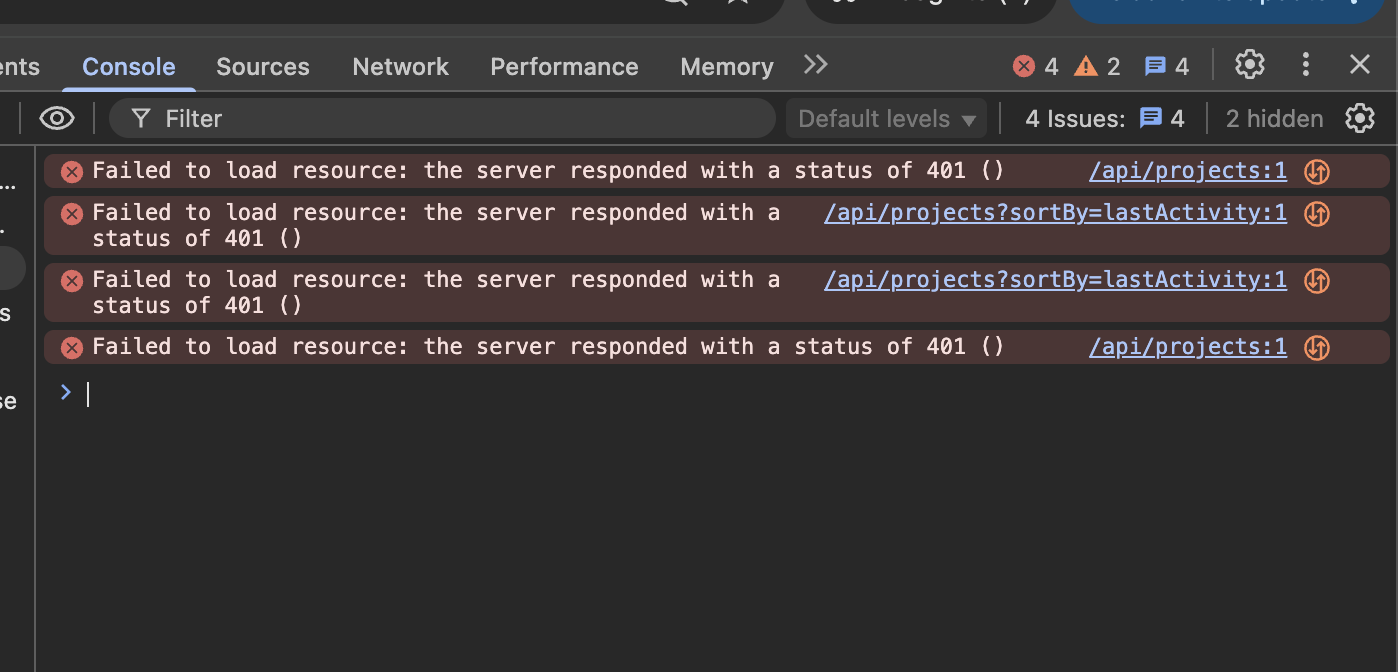 ents Console Sources Network Performance Memory 4 2 4
Filter Default levels 4 Issues: 4 2 hidden
Failed to load resource: the server responded with a status of 401 () /api/projects:1
…
Failed to load resource: the server responded with a /api/projects?sortBy=lastActivity:1
status of 401 ()
Failed to load resource: the server responded with a /api/projects?sortBy=lastActivity:1
status of 401 ()
s
Failed to load resource: the server responded with a status of 401 () /api/projects:1
>
se